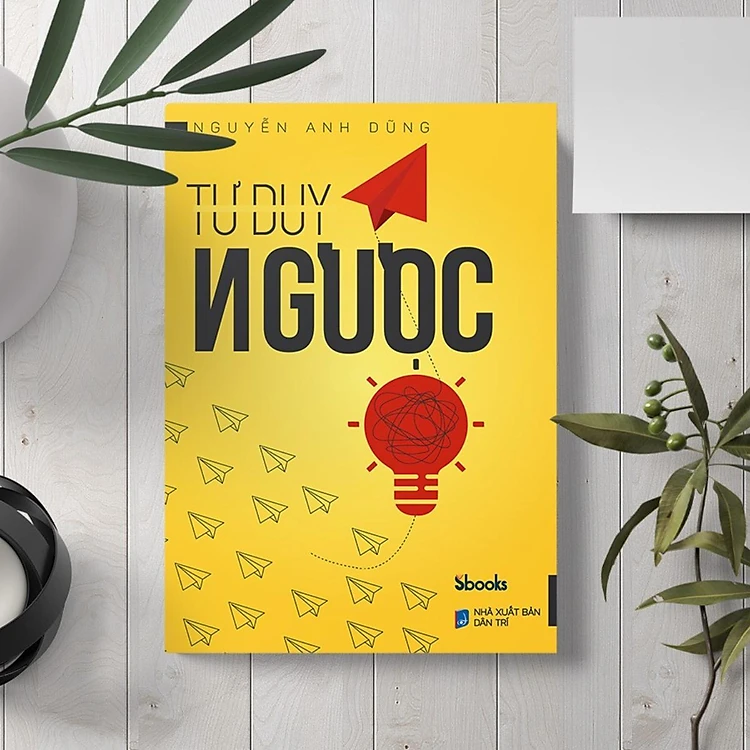 NGUYỄN ANH DŨNG
TƯ DUY
NGƯỢC
Sbooks
NHÀ XUẤT BẢN
DÂN TRÍ